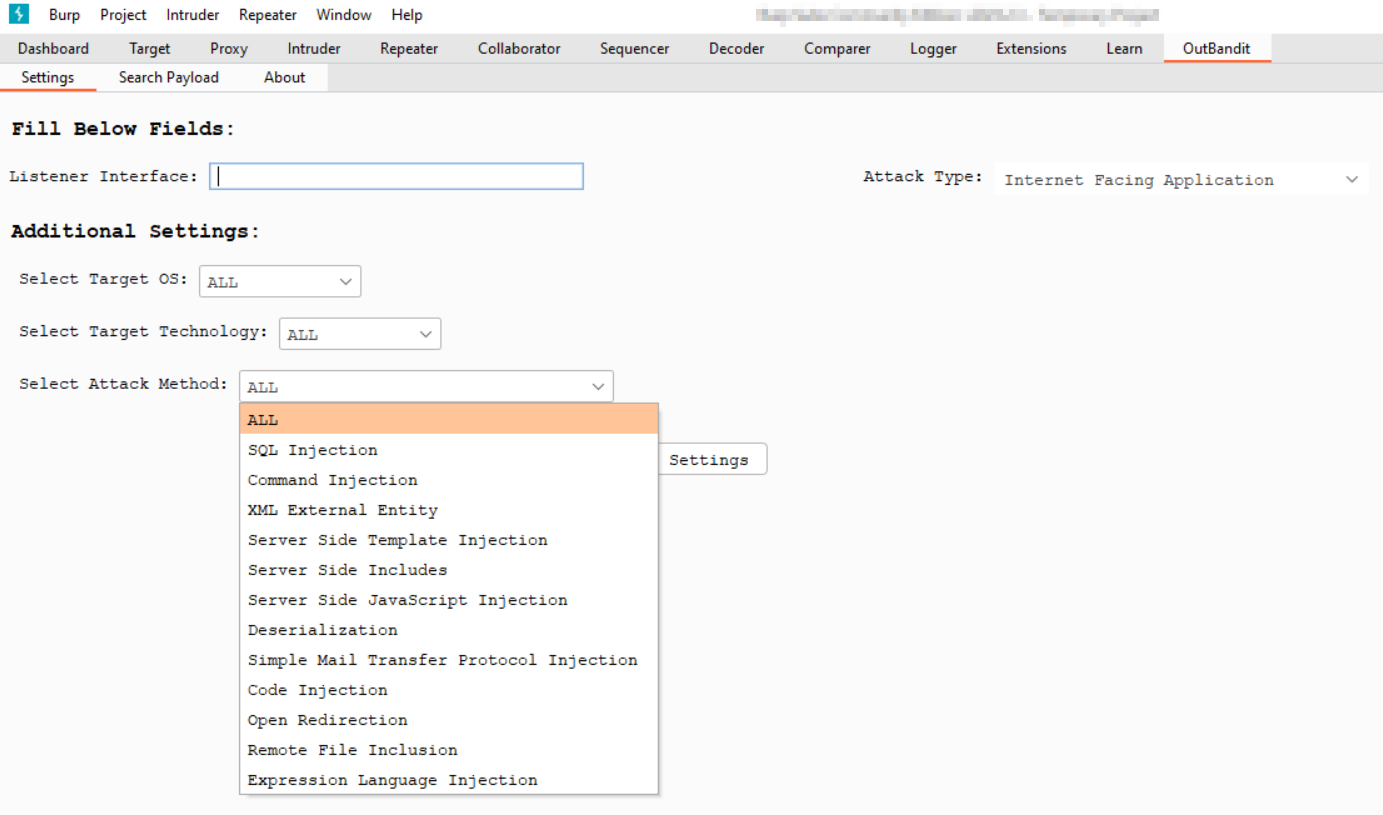 Burp Project Intruder Repeater Window Help
Dashboard Target Proxy Intruder Repeater Collaborator Sequencer Decoder Comparer Logger Extensions Learn OutBandit
Settings Search Payload About
Fill Below Fields:
Listener Interface: Attack Type: Internet Facing Application
Additional Settings:
Select Target OS: ALL
Select Target Technology: ALL
Select Attack Method: ALL
ALL
SQL Injection
Settings
Command Injection
XML External Entity
Server Side Template Injection
Server Side Includes
Server Side JavaScript Injection
Deserialization
Simple Mail Transfer Protocol Injection
Code Injection
Open Redirection
Remote File Inclusion
Expression Language Injection